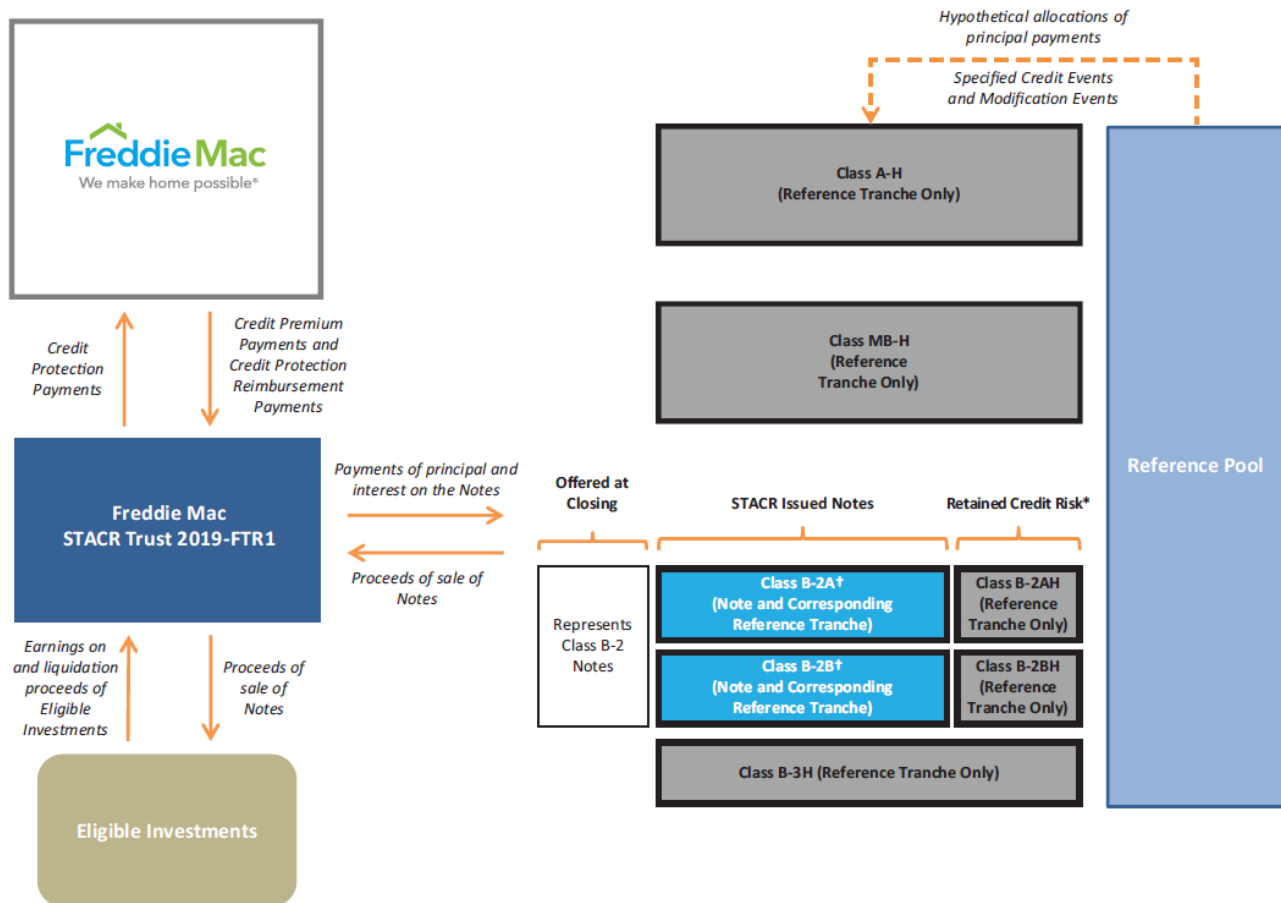 Hypothetical allocations of
principal payments
Specified Credit Events
and Modification Events
Freddie Mac
We make home possible®
Class A-H
(Reference Tranche Only)
Credit
Protection
Payments
Credit Premium
Payments and
Credit Protection
Reimbursement
Payments
Class MB-H
(Reference
Tranche Only)
Reference Pool
Freddie Mac
STACR Trust 2019-FTR1
Payments of principal and
interest on the Notes
Proceeds of sale of
Notes
Offered at
Closing
STACR Issued Notes
Retained Credit Risk*
Represents
Class B-2
Notes
Class B-2A†
(Note and Corresponding
Reference Tranche)
Class B-2AH
(Reference
Tranche Only)
Class B-2B†
(Note and Corresponding
Reference Tranche)
Class B-2BH
(Reference
Tranche Only)
Class B-3H (Reference Tranche Only)
Earnings on
and liquidation
proceeds of
Eligible
Investments
Proceeds of
sale of
Notes
Eligible Investments